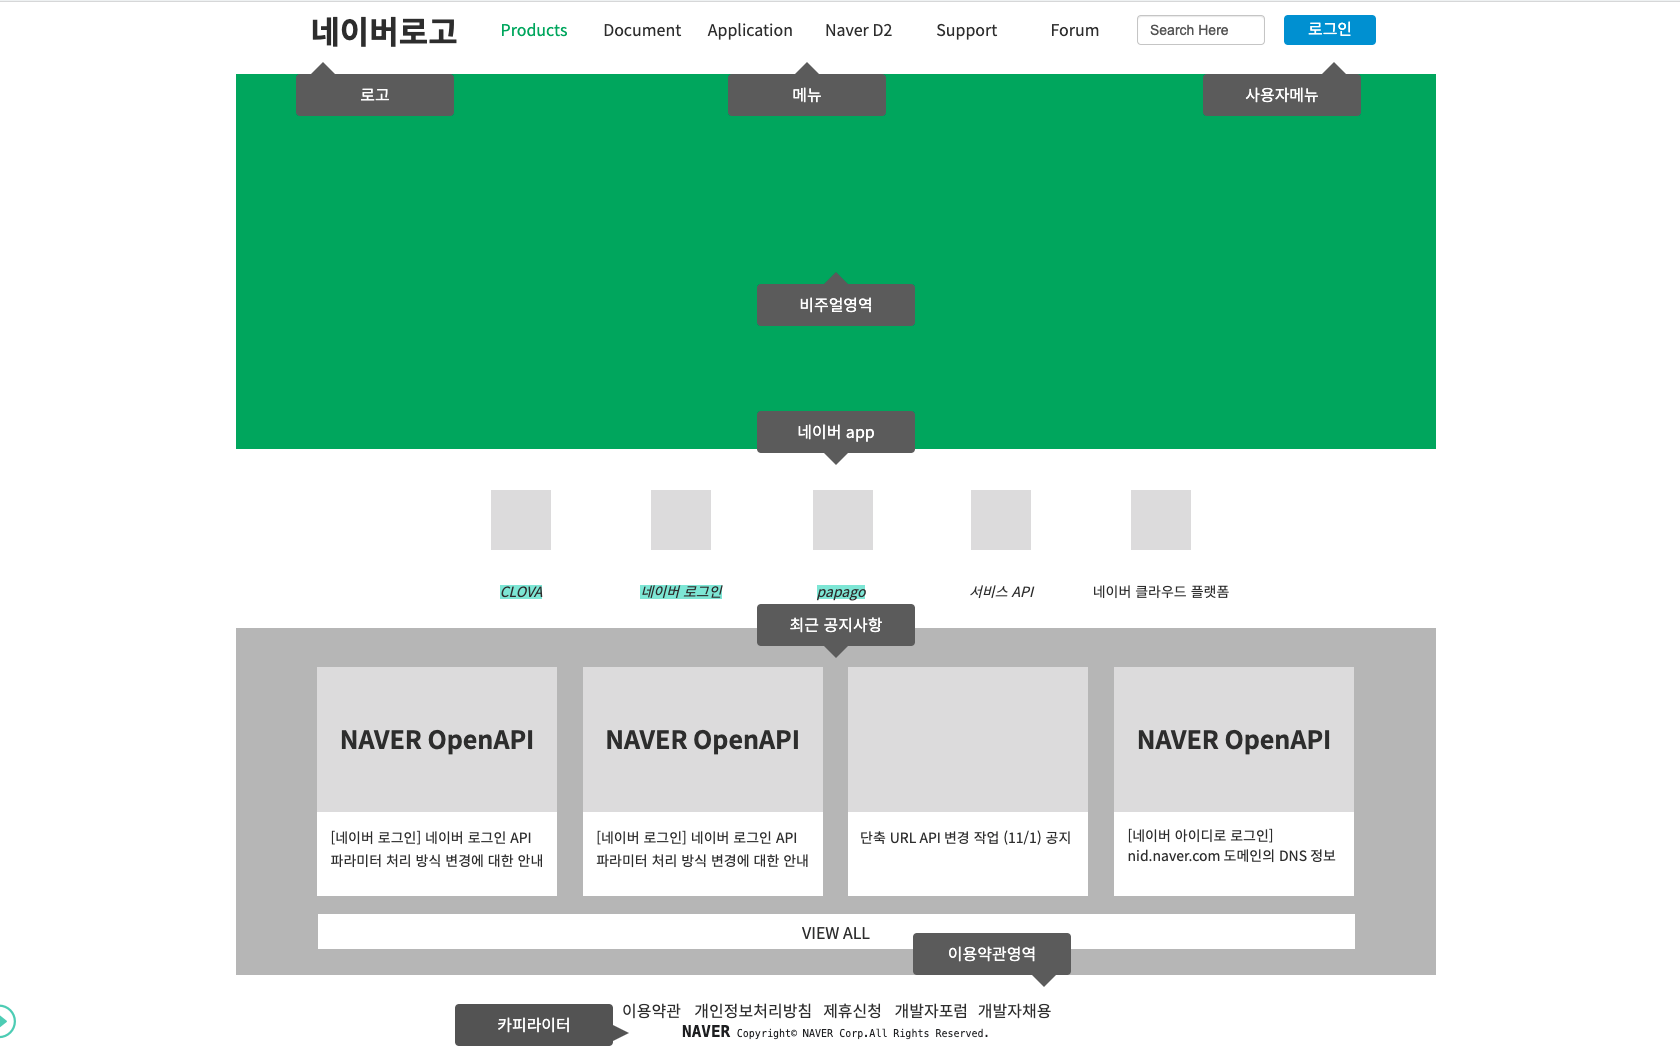 네이버로고 Products Document Application Naver D2 Support Forum Search Here 로그인
로고 메뉴 사용자메뉴
비주얼영역
네이버 app
CLOVA 네이버 로그인 papago 서비스 API 네이버 클라우드 플랫폼
최근 공지사항
NAVER OpenAPI NAVER OpenAPI NAVER OpenAPI
[네이버 로그인] 네이버 로그인 API
파라미터 처리 방식 변경에 대한 안내
[네이버 로그인] 네이버 로그인 API
파라미터 처리 방식 변경에 대한 안내
단축 URL API 변경 작업 (11/1) 공지
[네이버 아이디로 로그인]
nid.naver.com 도메인의 DNS 정보
VIEW ALL
이용약관영역
이용약관 개인정보처리방침 제휴신청 개발자포럼 개발자채용
카피라이터
NAVER Copyright© NAVER Corp.All Rights Reserved.